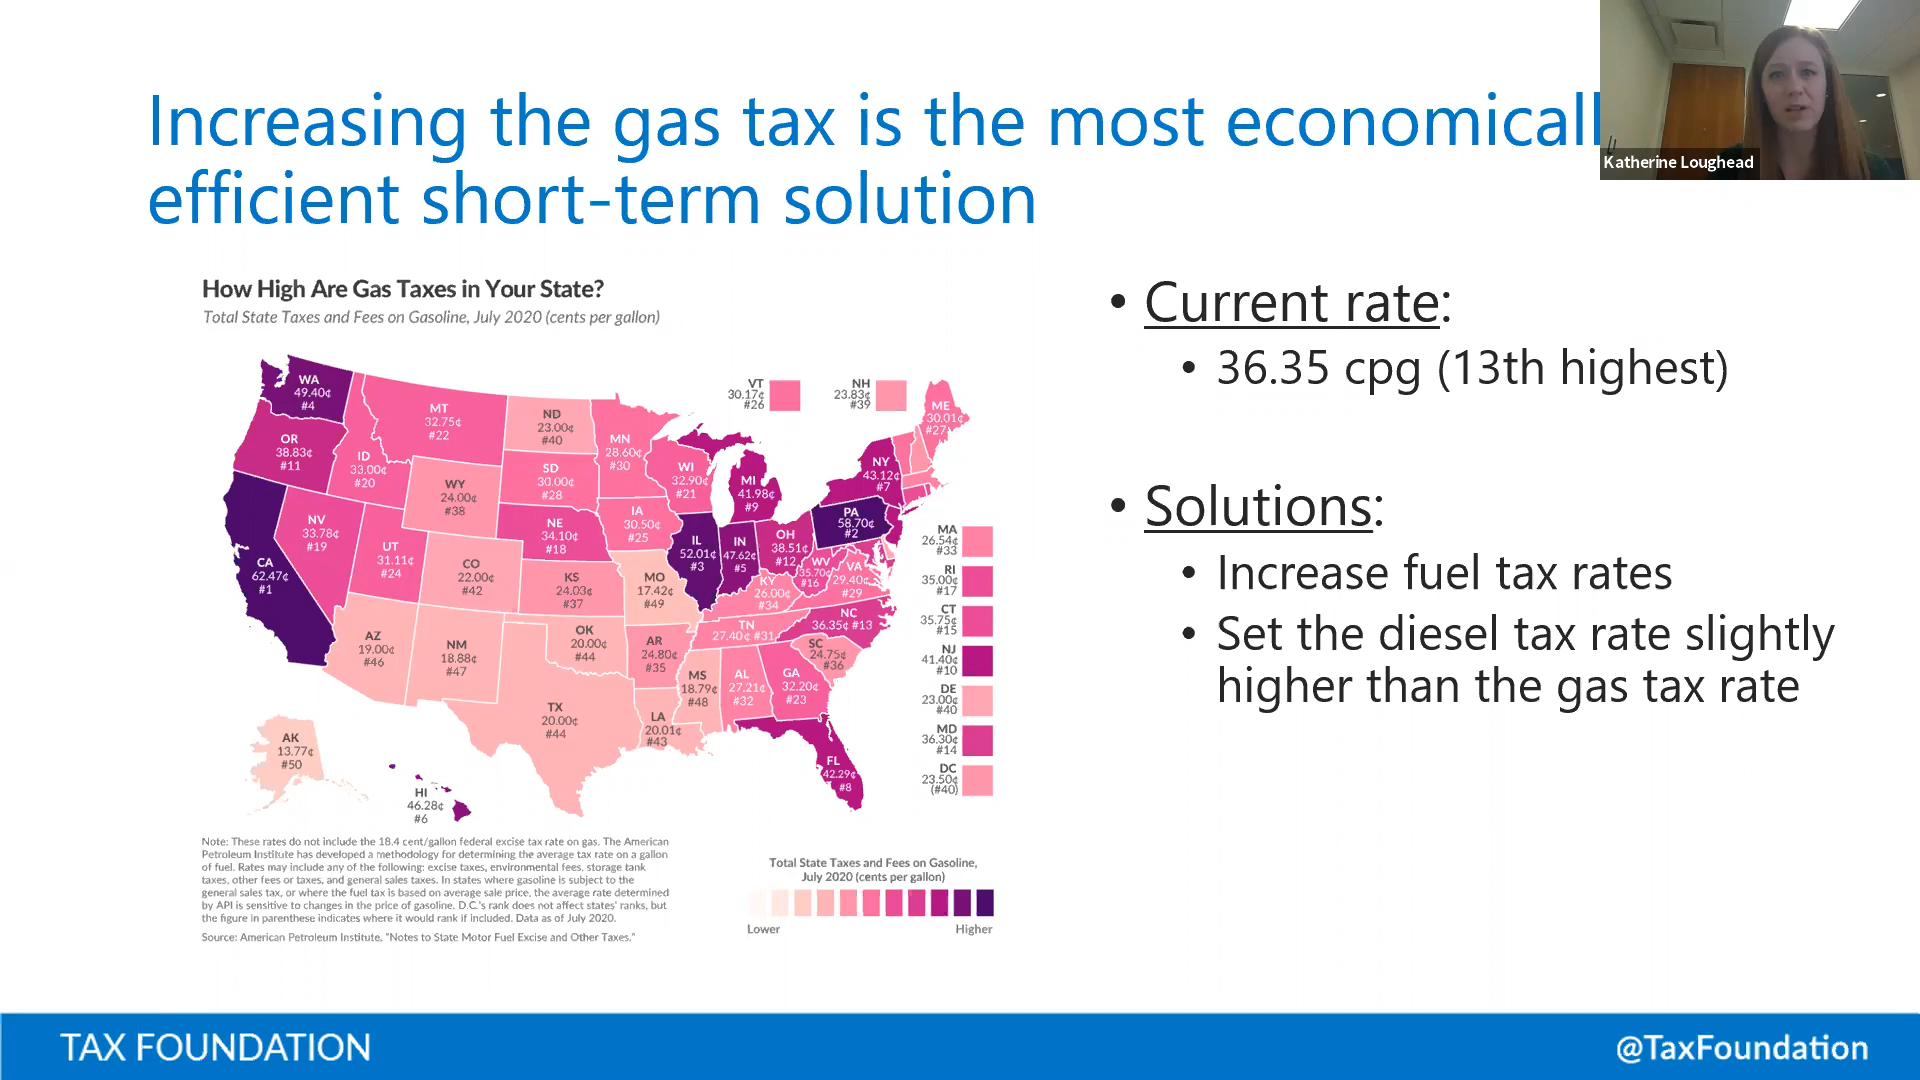 Increasing the gas tax is the most economicall
efficient short-term solution
Katherine Loughead
How High Are Gas Taxes in Your State?
Total State Taxes and Fees on Gasoline, July 2020 (cents per gallon)
WA
49.40¢
#4
MT
32.75¢
#22
ND
23.00¢
#40
MN
28.60¢
#30
VT
30.17¢
#26
NH
23.83¢
#39
ME
30.01¢
#27
OR
38.83¢
#11
ID
33.00¢
#20
WY
24.00¢
#38
SD
30.00¢
#28
WI
32.90¢
#21
MI
41.98¢
#9
NY
43.12¢
#7
NV
33.78¢
#19
UT
31.11¢
#24
CO
22.00¢
#42
NE
34.10¢
#18
IA
30.50¢
#25
IL
52.01¢
#3
IN
47.62¢
#5
OH
38.51¢
#12
PA
58.70¢
#2
CA
62.47¢
#1
KS
24.03¢
#37
MO
17.42¢
#49
KY
26.00¢
#34
WV
35.70¢
#16
VA
29.40¢
#29
NC
36.35¢ #13
TN
27.40¢ #31
SC
24.75¢
#36
AZ
19.00¢
#46
NM
18.88¢
#47
OK
20.00¢
#44
AR
24.80¢
#35
MS
18.79¢
#48
AL
27.21¢
#32
GA
32.20¢
#23
TX
20.00¢
#44
LA
20.01¢
#43
FL
42.29¢
#8
AK
13.77¢
#50
HI
46.28¢
#6
MA
26.54¢
#33
RI
35.00¢
#17
CT
35.75¢
#15
NJ
41.40¢
#10
DE
23.00¢
#40
MD
36.30¢
#14
DC
23.50¢
(#40)
Note: These rates do not include the 18.4 cent/gallon federal excise tax rate on gas. The American
Petroleum Institute has developed a methodology for determining the average tax rate on a gallon
of fuel. Rates may include any of the following: excise taxes, environmental fees, storage tank
taxes, other fees or taxes, and general sales taxes. In states where gasoline is subject to the
general sales tax, or where the fuel tax is based on average sale price, the average rate determined
by API is sensitive to changes in the price of gasoline. D.C.'s rank does not affect states' ranks, but
the figure in parenthese indicates where it would rank if included. Data as of July 2020.
Source: American Petroleum Institute, "Notes to State Motor Fuel Excise and Other Taxes."
Total State Taxes and Fees on Gasoline,
July 2020 (cents per gallon)
Lower Higher
• Current rate:
• 36.35 cpg (13th highest)
• Solutions:
• Increase fuel tax rates
• Set the diesel tax rate slightly
higher than the gas tax rate
TAX FOUNDATION
@TaxFoundation